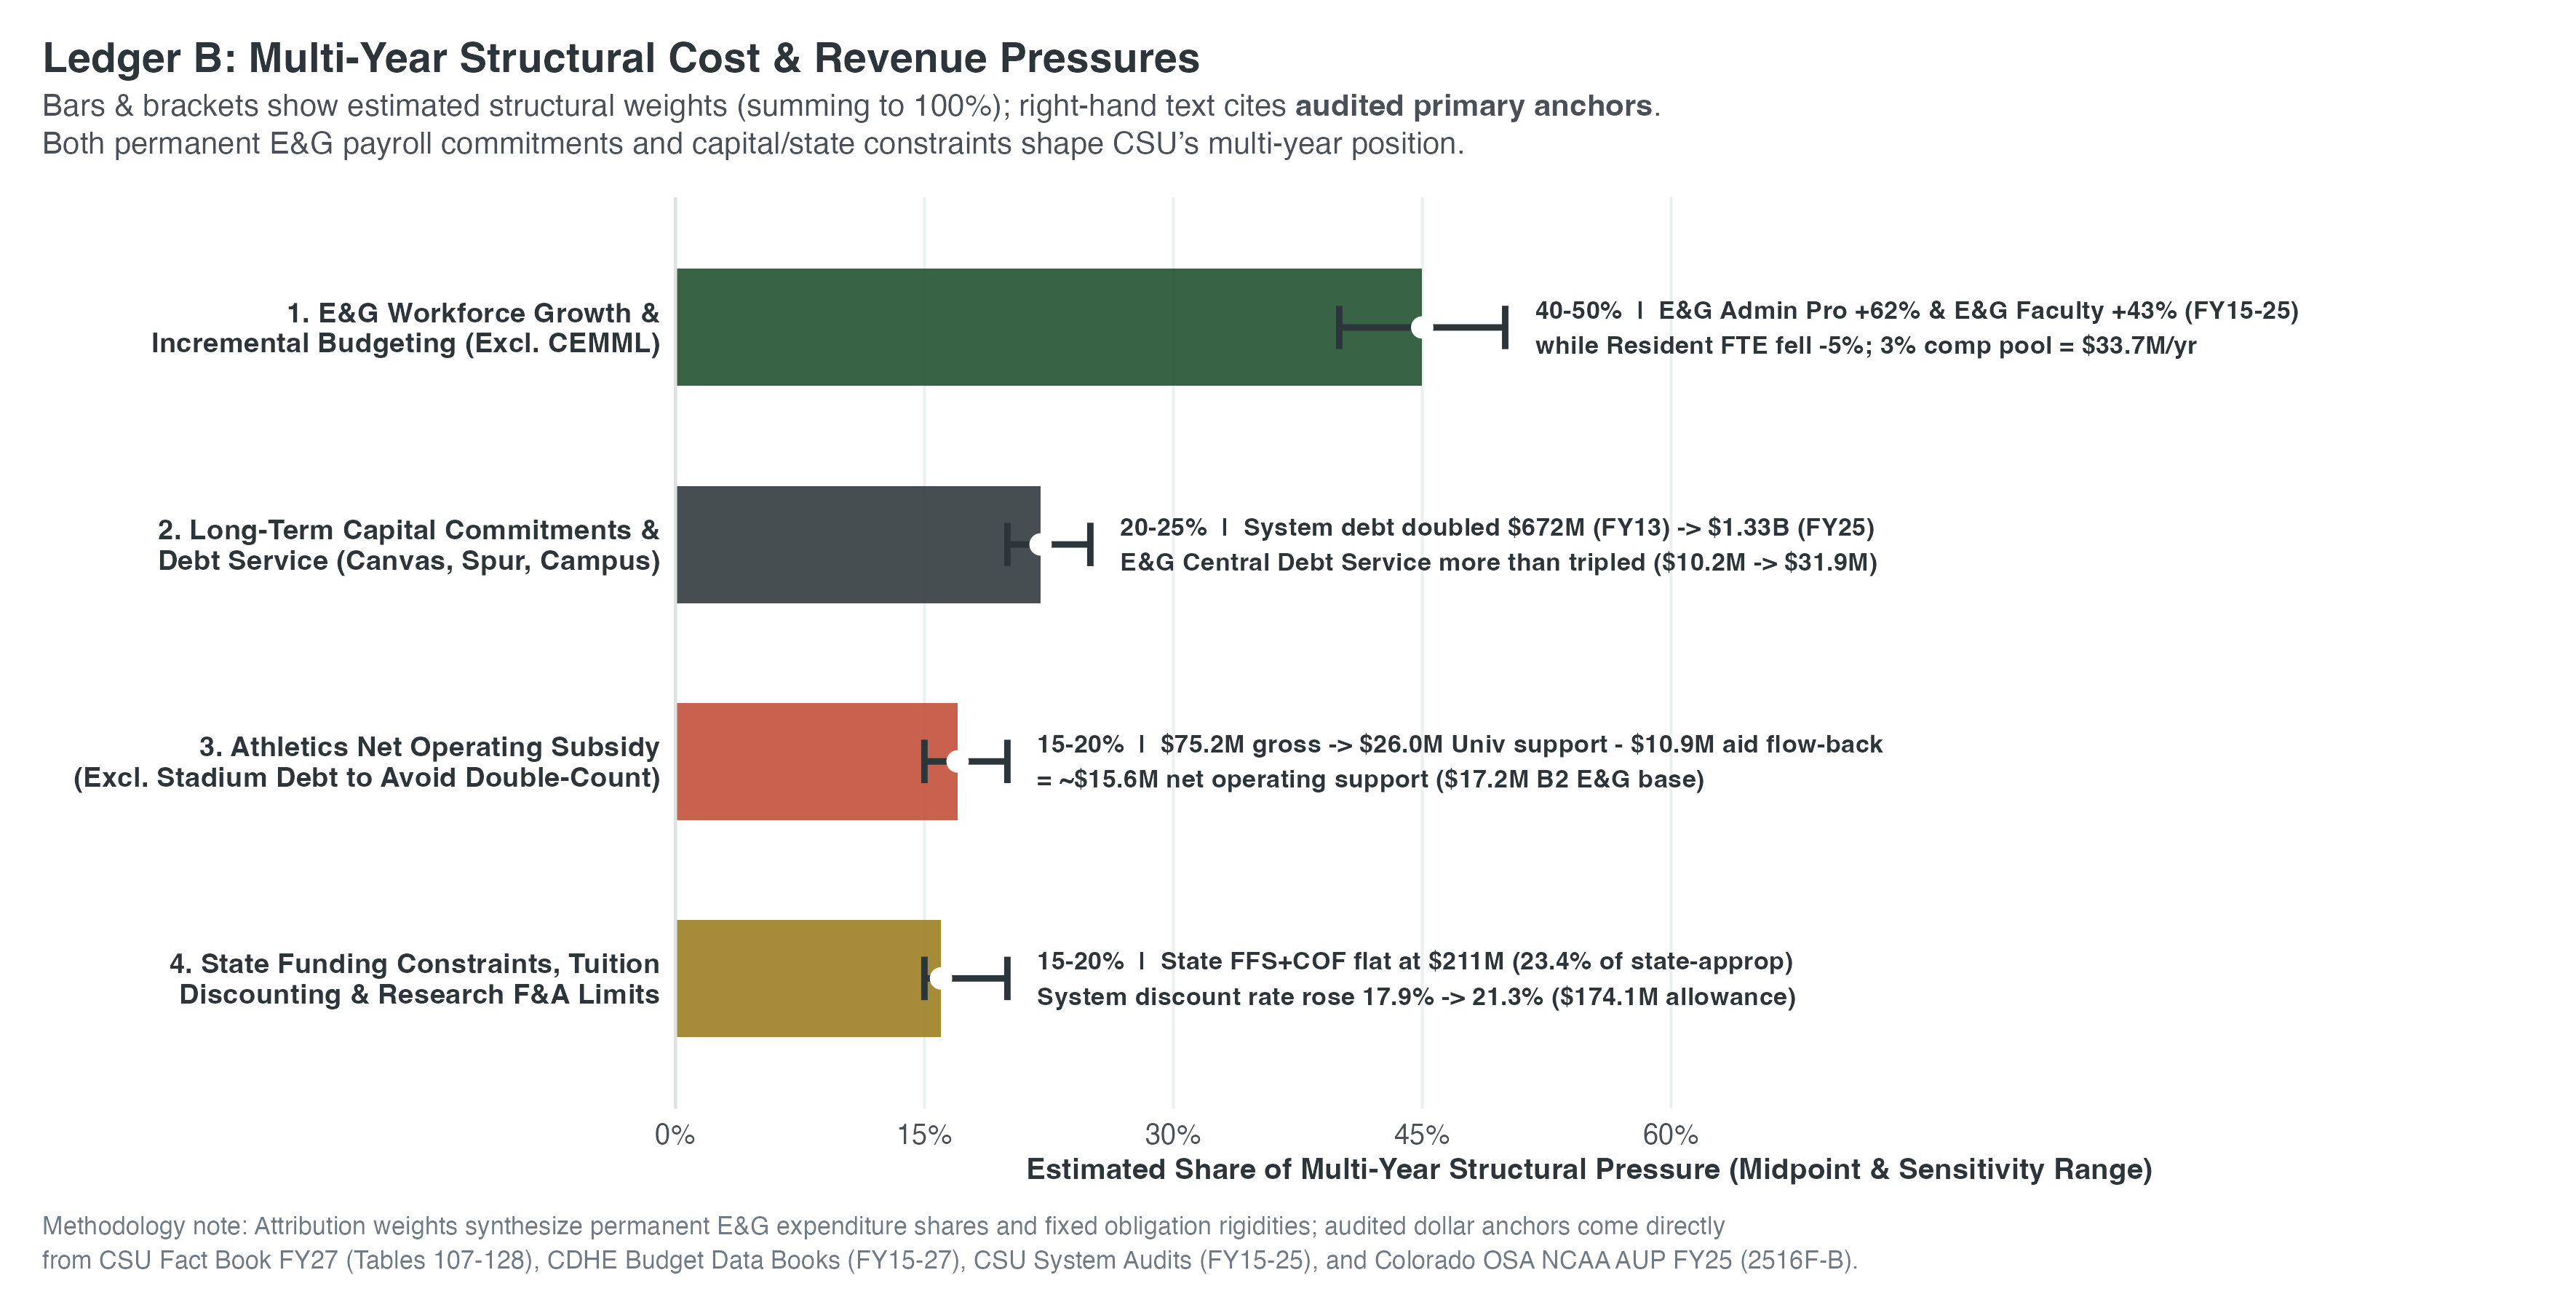 Ledger B: Multi-Year Structural Cost & Revenue Pressures
Bars & brackets show estimated structural weights (summing to 100%); right-hand text cites audited primary anchors.
Both permanent E&G payroll commitments and capital/state constraints shape CSU's multi-year position.
1. E&G Workforce Growth &
Incremental Budgeting (Excl. CEMML)
40-50% | E&G Admin Pro +62% & E&G Faculty +43% (FY15-25)
while Resident FTE fell -5%; 3% comp pool = $33.7M/yr
2. Long-Term Capital Commitments &
Debt Service (Canvas, Spur, Campus)
20-25% | System debt doubled $672M (FY13) -> $1.33B (FY25)
E&G Central Debt Service more than tripled ($10.2M -> $31.9M)
3. Athletics Net Operating Subsidy
(Excl. Stadium Debt to Avoid Double-Count)
15-20% | $75.2M gross -> $26.0M Univ support - $10.9M aid flow-back
= ~$15.6M net operating support ($17.2M B2 E&G base)
4. State Funding Constraints, Tuition
Discounting & Research F&A Limits
15-20% | State FFS+COF flat at $211M (23.4% of state-approp)
System discount rate rose 17.9% -> 21.3% ($174.1M allowance)
0% 15% 30% 45% 60%
Estimated Share of Multi-Year Structural Pressure (Midpoint & Sensitivity Range)
Methodology note: Attribution weights synthesize permanent E&G expenditure shares and fixed obligation rigidities; audited dollar anchors come directly
from CSU Fact Book FY27 (Tables 107-128), CDHE Budget Data Books (FY15-27), CSU System Audits (FY15-25), and Colorado OSA NCAA AUP FY25 (2516F-B).